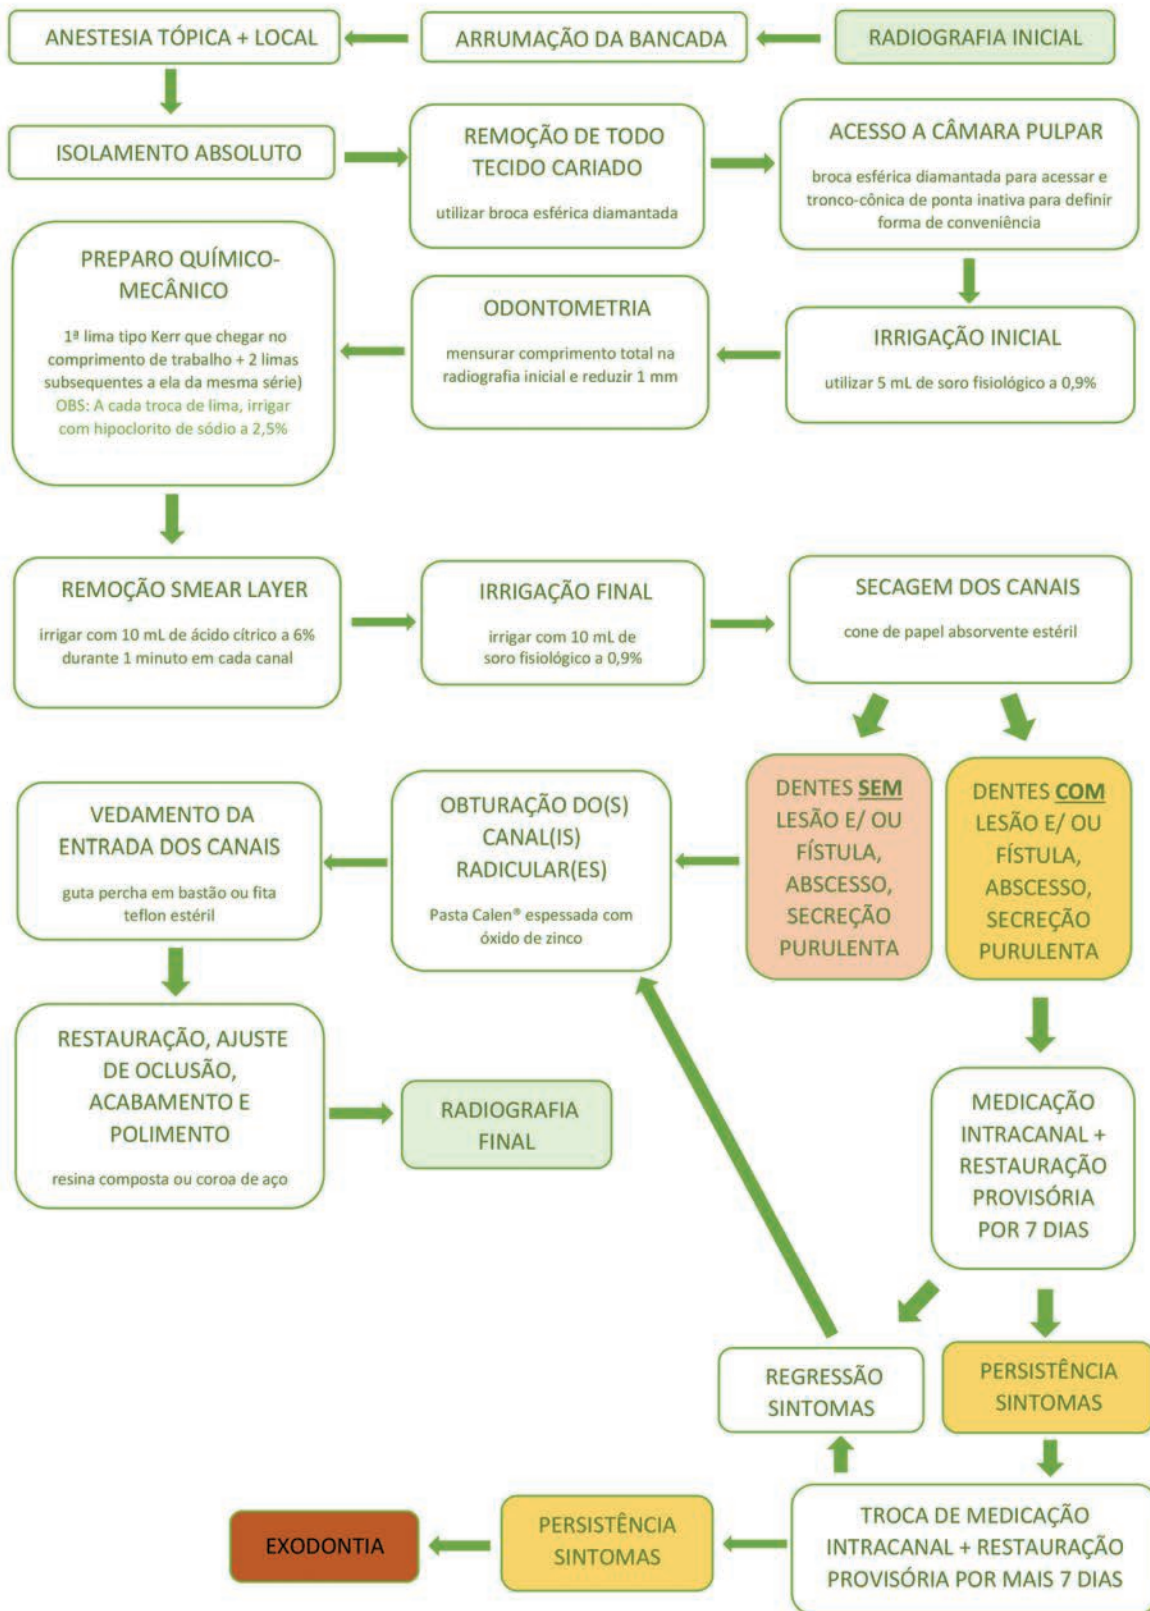 RADIOGRAFIA INICIAL
ARRUMAÇÃO DA BANCADA
ANESTESIA TÓPICA + LOCAL
ISOLAMENTO ABSOLUTO
REMOÇÃO DE TODO
TECIDO CARIADO
utilizar broca esférica diamantada
ACESSO A CÂMARA PULPAR
broca esférica diamantada para acessar e
tronco-cônica de ponta inativa para definir
forma de conveniência
IRRIGAÇÃO INICIAL
utilizar 5 mL de soro fisiológico a 0,9%
ODONTOMETRIA
mensurar comprimento total na
radiografia inicial e reduzir 1 mm
PREPARO QUÍMICO-
MECÂNICO
1ª lima tipo Kerr que chegar no
comprimento de trabalho + 2 limas
subsequentes a ela da mesma série)
OBS: A cada troca de lima, irrigar
com hipoclorito de sódio a 2,5%
REMOÇÃO SMEAR LAYER
irrigar com 10 mL de ácido cítrico a 6%
durante 1 minuto em cada canal
IRRIGAÇÃO FINAL
irrigar com 10 mL de
soro fisiológico a 0,9%
SECAGEM DOS CANAIS
cone de papel absorvente estéril
DENTES SEM
LESÃO E/ OU
FÍSTULA,
ABSCESSO,
SECREÇÃO
PURULENTA
DENTES COM
LESÃO E/ OU
FÍSTULA,
ABSCESSO,
SECREÇÃO
PURULENTA
OBTURAÇÃO DO(S)
CANAL(IS)
RADICULAR(ES)
Pasta Calen® espessada com
óxido de zinco
VEDAMENTO DA
ENTRADA DOS CANAIS
guta percha em bastão ou fita
teflon estéril
RESTAURAÇÃO, AJUSTE
DE OCLUSÃO,
ACABAMENTO E
POLIMENTO
resina composta ou coroa de aço
RADIOGRAFIA
FINAL
MEDICAÇÃO
INTRACANAL +
RESTAURAÇÃO
PROVISÓRIA
POR 7 DIAS
REGRESSÃO
SINTOMAS
PERSISTÊNCIA
SINTOMAS
TROCA DE MEDICAÇÃO
INTRACANAL + RESTAURAÇÃO
PROVISÓRIA POR MAIS 7 DIAS
PERSISTÊNCIA
SINTOMAS
EXODONTIA